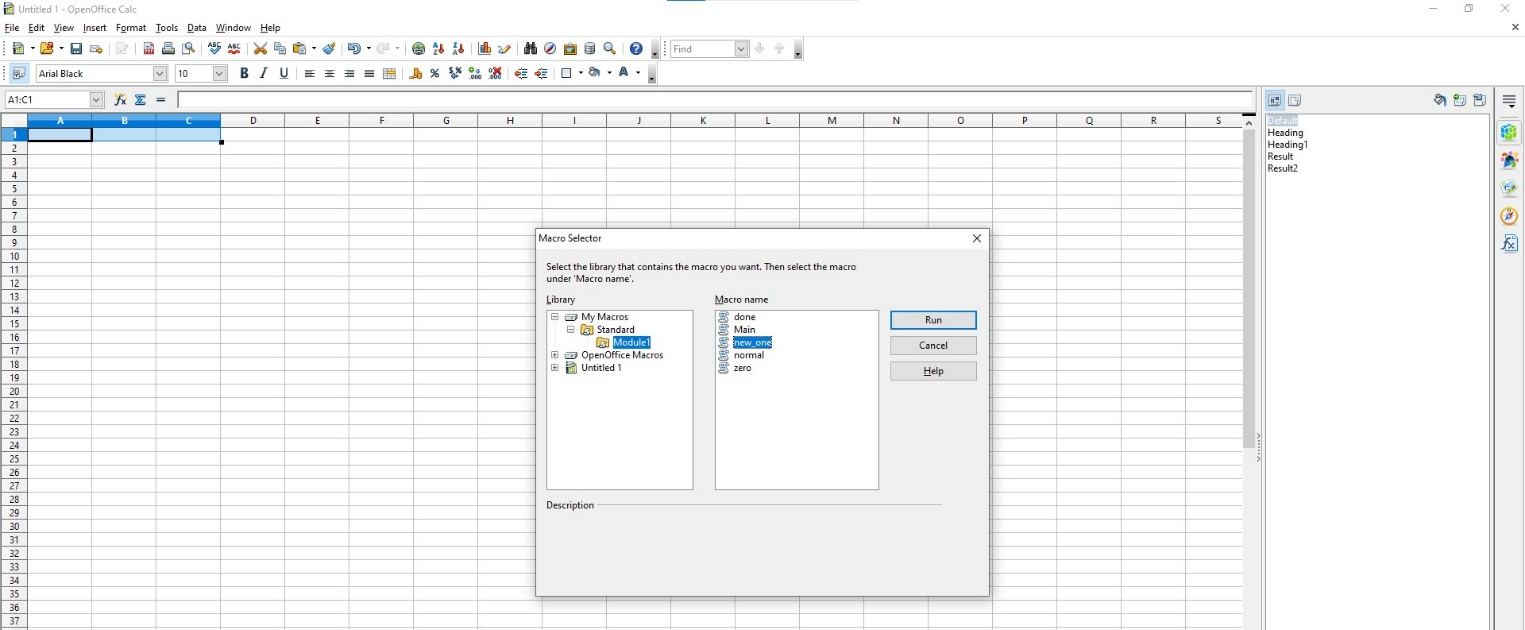 Untitled 1 - OpenOffice Calc
File Edit View Insert Format Tools Data Window Help
Find
Arial Black 10 B I U
A1:C1
A B C D E F G H I J K L M N O P Q R S
1
2
3
4
5
6
7
8
9
10
11
12
13
14
15
16
17
18
19
20
21
22
23
24
25
26
27
28
29
30
31
32
33
34
35
36
37
Macro Selector
Select the library that contains the macro you want. Then select the macro
under 'Macro name'.
Library
My Macros
Standard
Module1
OpenOffice Macros
Untitled 1
Macro name
done
Main
new_one
normal
zero
Run
Cancel
Help
Description
Default
Heading
Heading1
Result
Result2